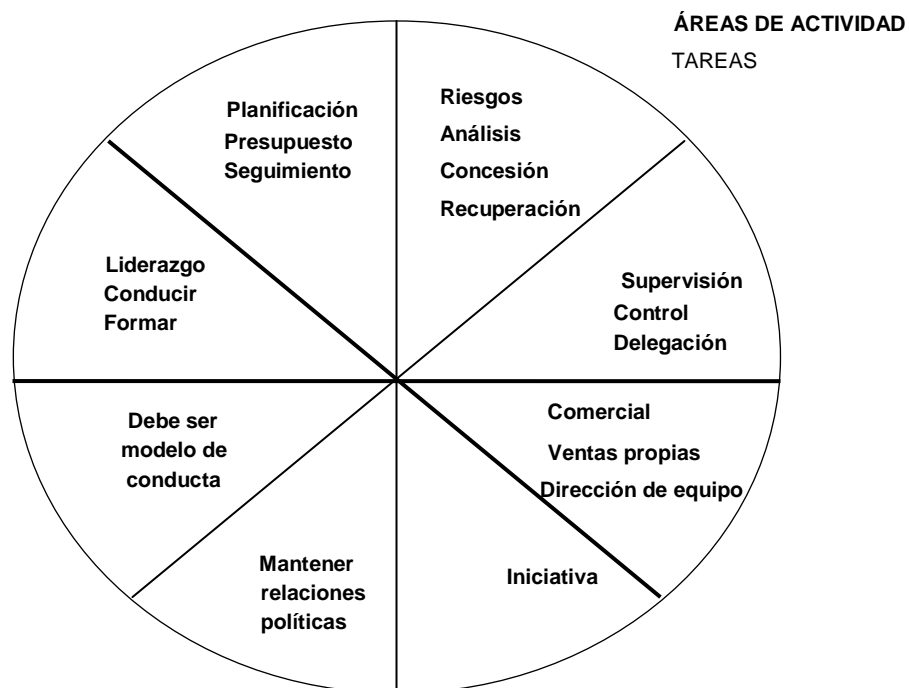 ÁREAS DE ACTIVIDAD
TAREAS
Planificación
Presupuesto
Seguimiento
Riesgos
Análisis
Concesión
Recuperación
Liderazgo
Conducir
Formar
Supervisión
Control
Delegación
Debe ser
modelo de
conducta
Comercial
Ventas propias
Dirección de equipo
Mantener
relaciones
políticas
Iniciativa